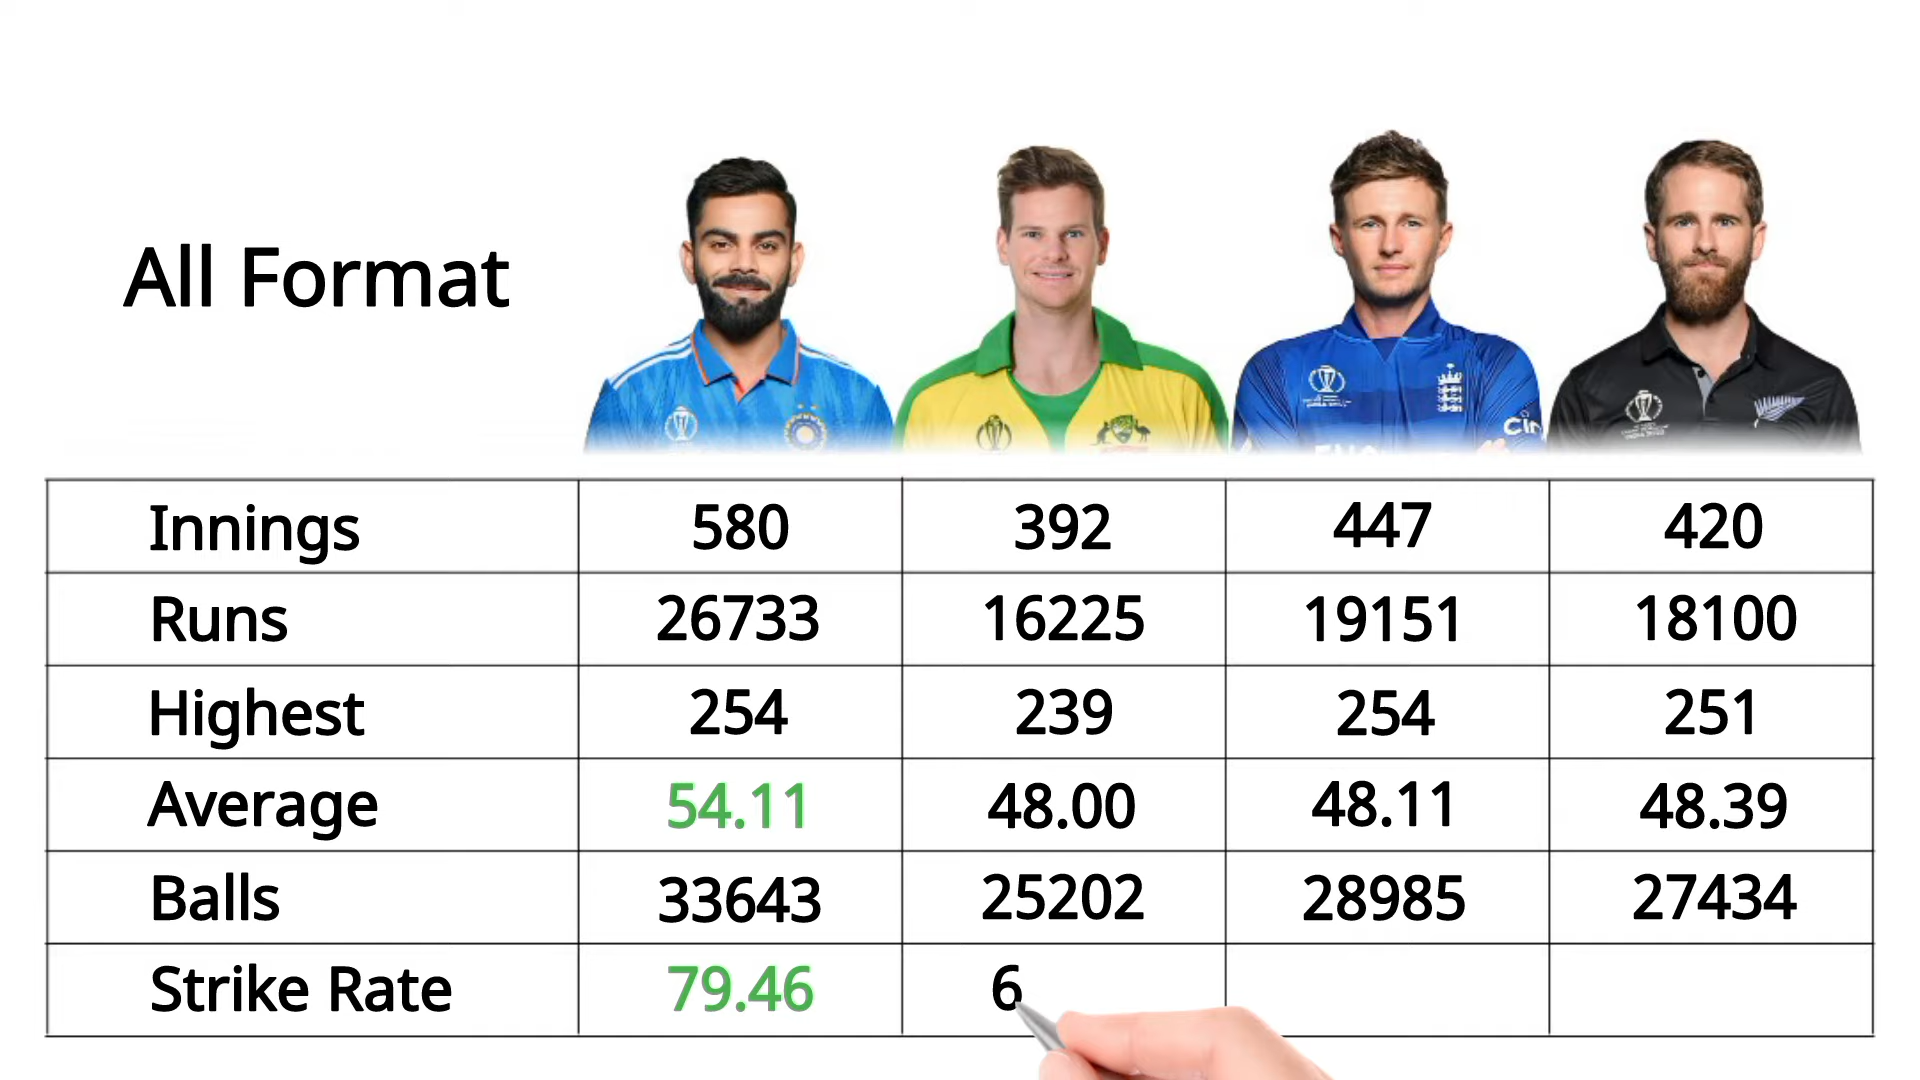 All Format
Innings 580 392 447 420
Runs 26733 16225 19151 18100
Highest 254 239 254 251
Average 54.11 48.00 48.11 48.39
Balls 33643 25202 28985 27434
Strike Rate 79.46 6